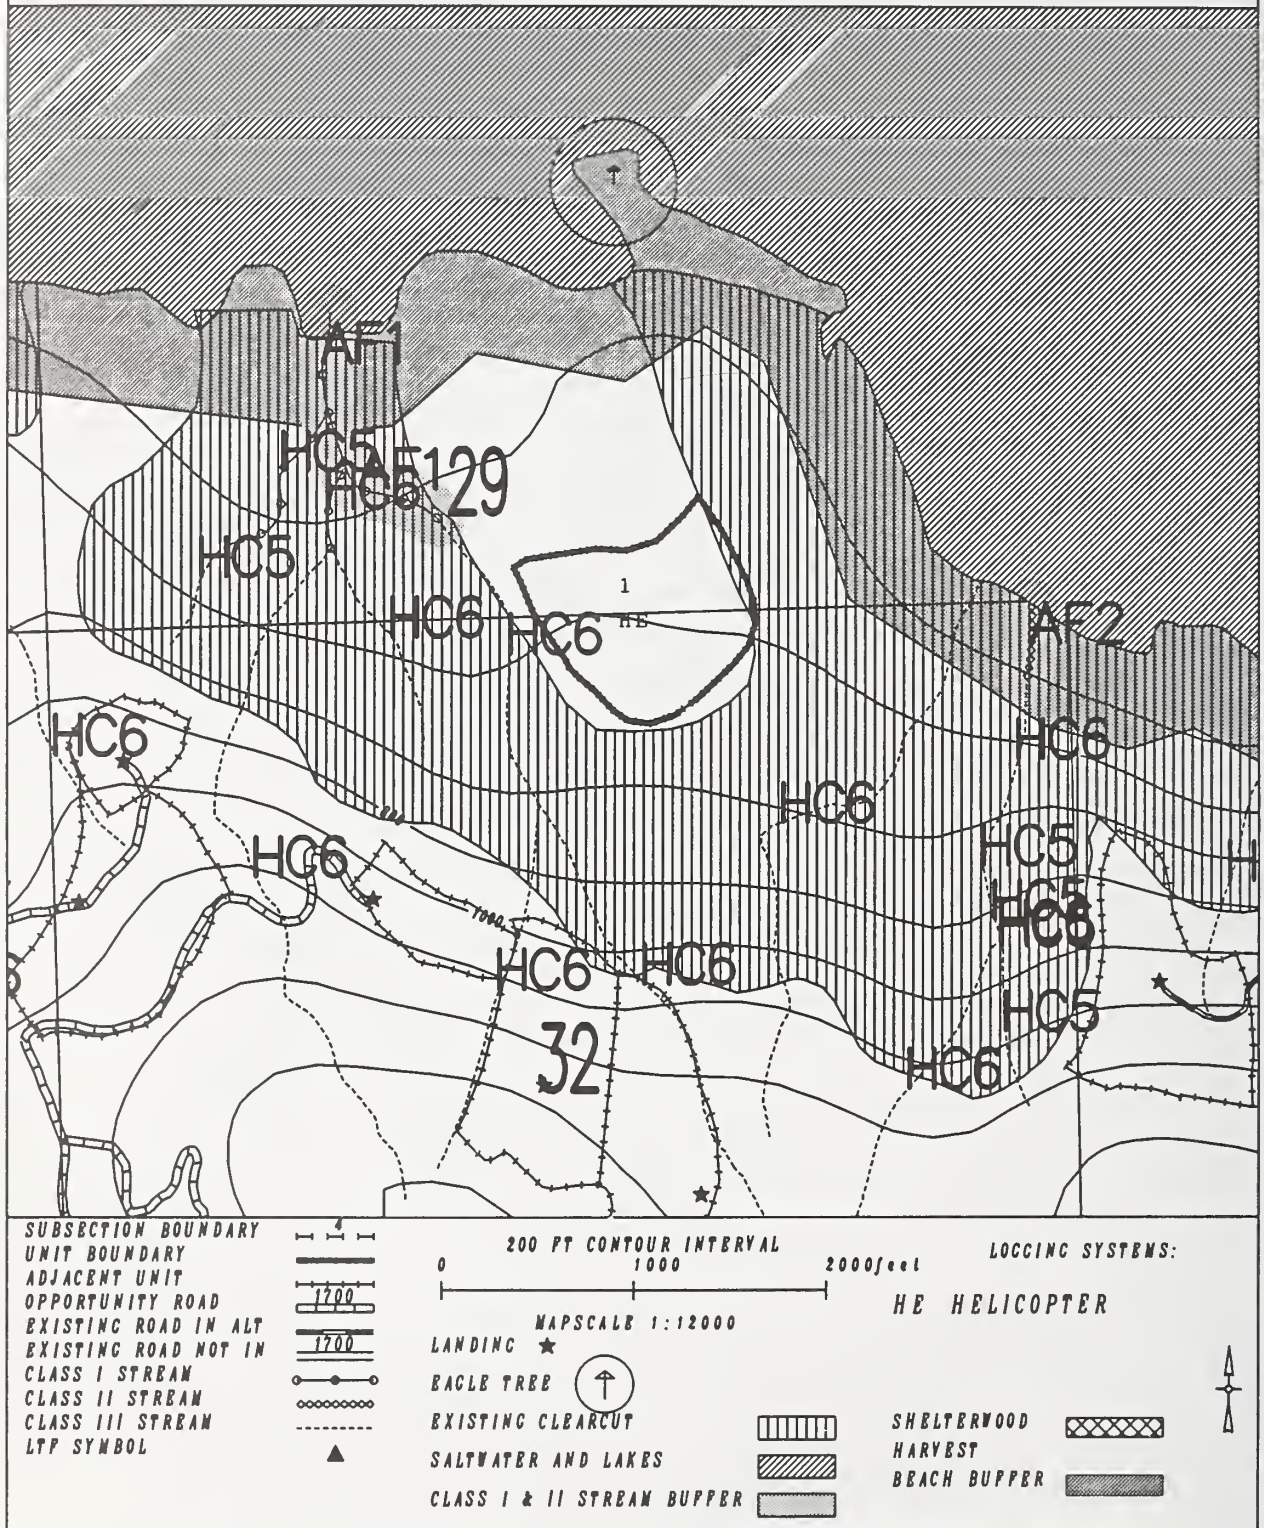 AF1
HC5
AF1
29
HC6
HC5
1
HC6
HC6
HE
AF2
HC6
HC6
HC6
HC5
HC6
H
HC5
1000
HC6
HC6
HC6
HC5
32
HC6
SUBSECTION BOUNDARY
UNIT BOUNDARY
ADJACENT UNIT
OPPORTUNITY ROAD
1700
EXISTING ROAD IN ALT
EXISTING ROAD NOT IN
1700
CLASS I STREAM
CLASS II STREAM
CLASS III STREAM
LTF SYMBOL
200 FT CONTOUR INTERVAL
0 1000 2000feet
MAPSCALE 1:12000
LANDING
EAGLE TREE
EXISTING CLEARCUT
SALTWATER AND LAKES
CLASS I & II STREAM BUFFER
LOGGING SYSTEMS:
HE HELICOPTER
SHELTERWOOD
HARVEST
BEACH BUFFER